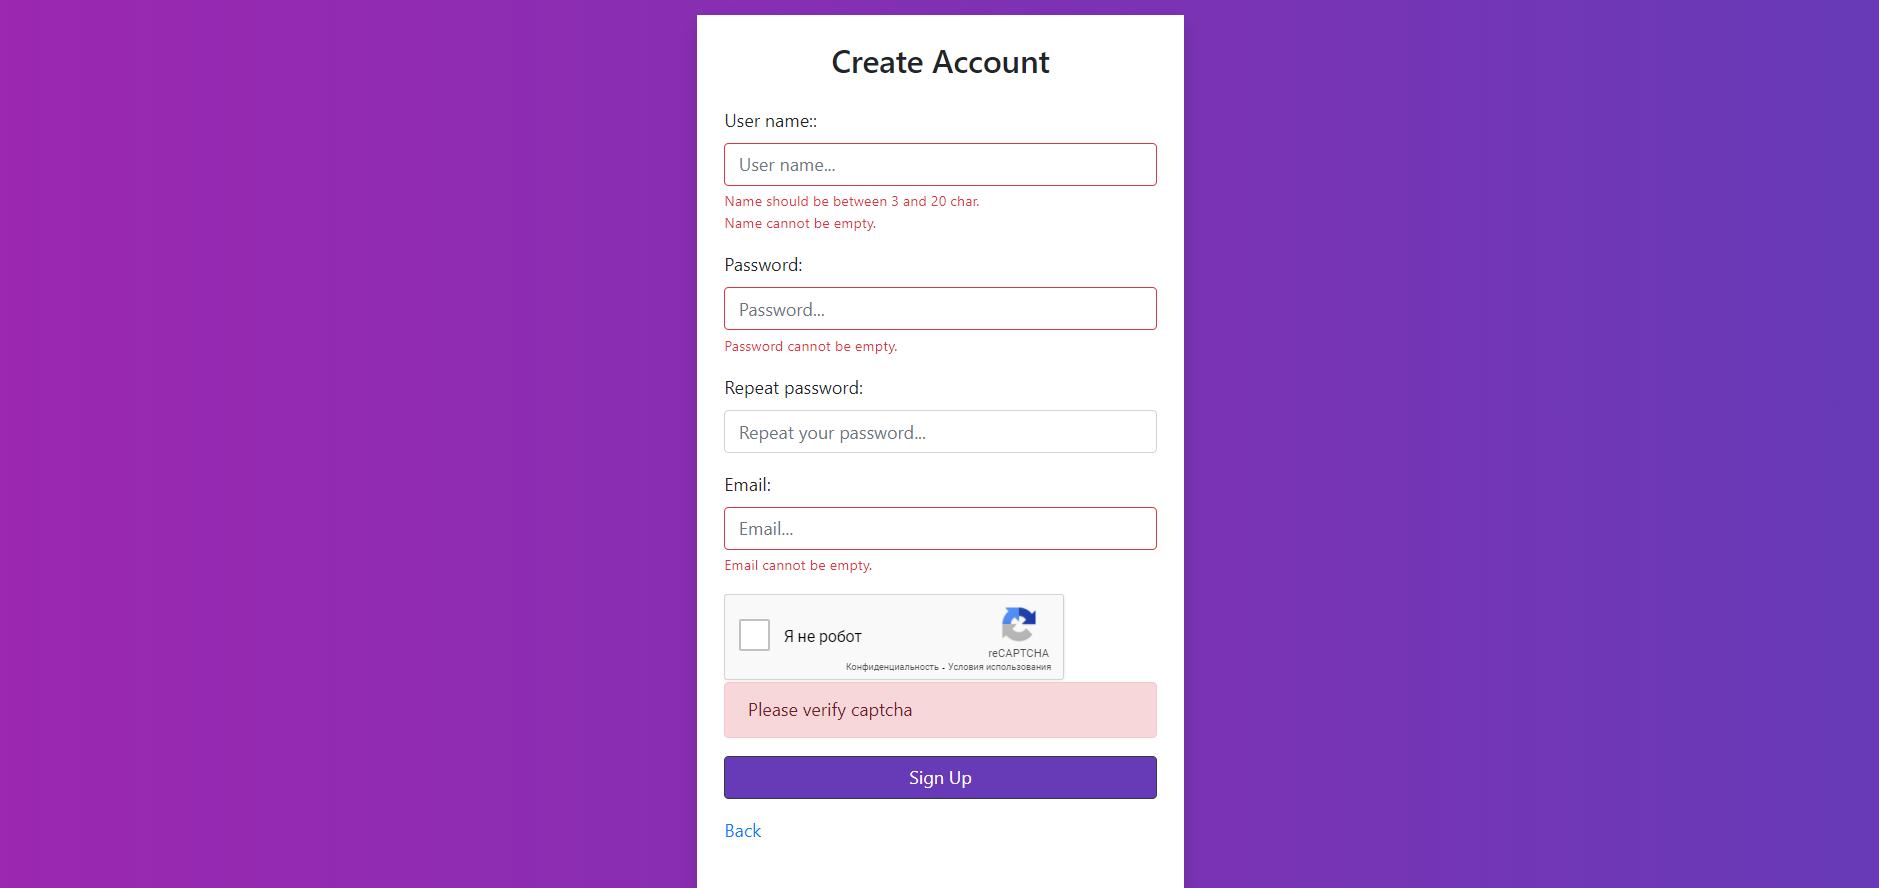 Create Account
User name::
User name...
Name should be between 3 and 20 char.
Name cannot be empty.
Password:
Password...
Password cannot be empty.
Repeat password:
Repeat your password...
Email:
Email...
Email cannot be empty.
Я не робот
reCAPTCHA
Конфиденциальность - Условия использования
Please verify captcha
Sign Up
Back